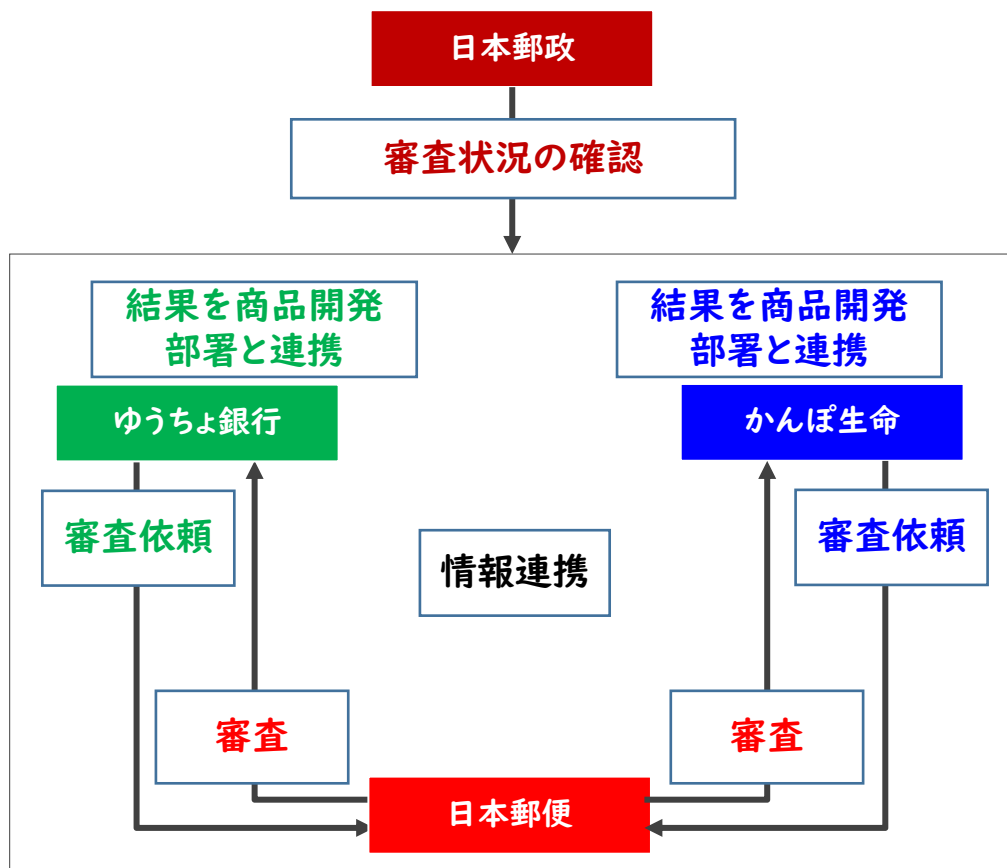 日本郵政
審査状況の確認
結果を商品開発
部署と連携
結果を商品開発
部署と連携
ゆうちょ銀行
かんぽ生命
審査依頼
審査依頼
情報連携
審査
審査
日本郵便